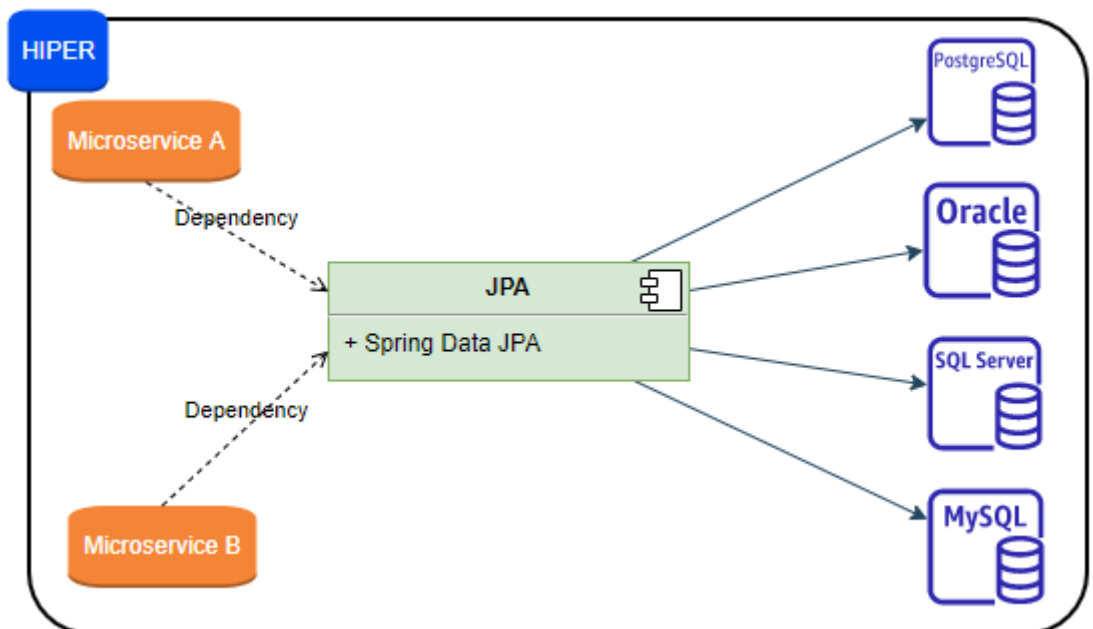 HIPER
PostgreSQL
Microservice A
Oracle
Dependency
JPA
+ Spring Data JPA
SQL Server
Dependency
MySQL
Microservice B